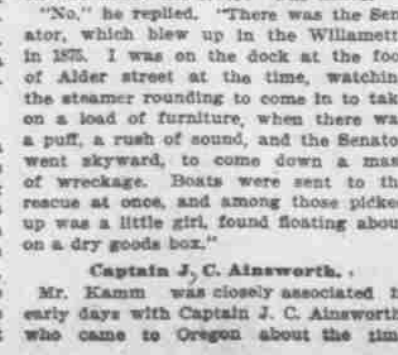 "No," he replied. "There was the Sen
ator, which blew up in the Willamett
in 1875. I was on the dock at the foo
of Alder street at the time, watchin
the steamer rounding to come in to tak
on a load of furniture, when there wa
a puff, a rush of sound, and the Senato
went skyward, to come down a mas
of wreckage. Boats were sent to th
rescue at once, and among those picke
up was a little girl, found floating abou
on a dry goods box."
Captain J. C. Ainsworth.
Mr. Kamm was closely associated i
early days with Captain J. C. Ainsworth
who came to Oregon about the tim